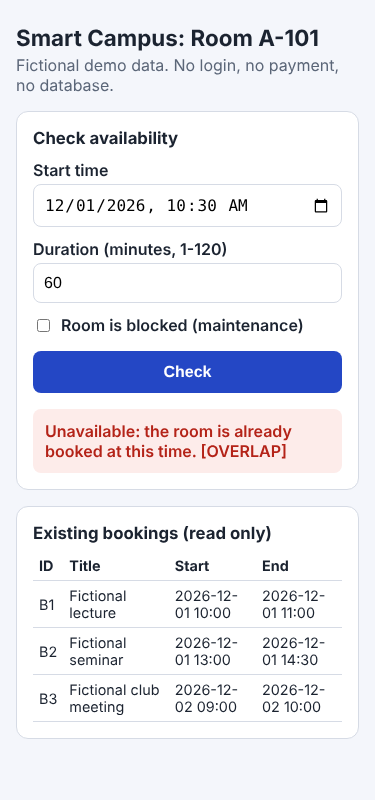 Smart Campus: Room A-101
Fictional demo data. No login, no payment,
no database.
Check availability
Start time
12/01/2026, 10:30 AM
Duration (minutes, 1-120)
60
Room is blocked (maintenance)
Check
Unavailable: the room is already
booked at this time. [OVERLAP]
Existing bookings (read only)
ID Title Start End
B1 Fictional lecture 2026-12-01 10:00 2026-12-01 11:00
B2 Fictional seminar 2026-12-01 13:00 2026-12-01 14:30
B3 Fictional club meeting 2026-12-02 09:00 2026-12-02 10:00